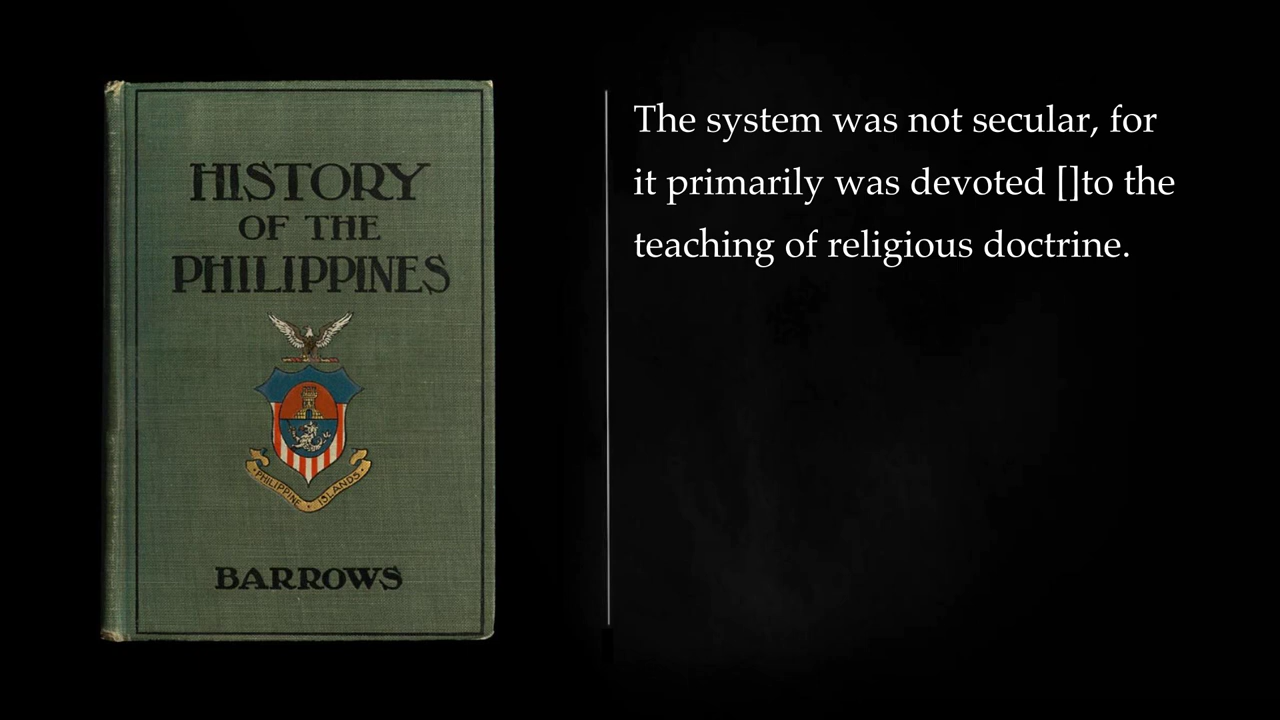 HISTORY
OF THE
PHILIPPINES
PHILIPPINE ISLANDS
BARROWS
The system was not secular, for
it primarily was devoted []to the
teaching of religious doctrine.